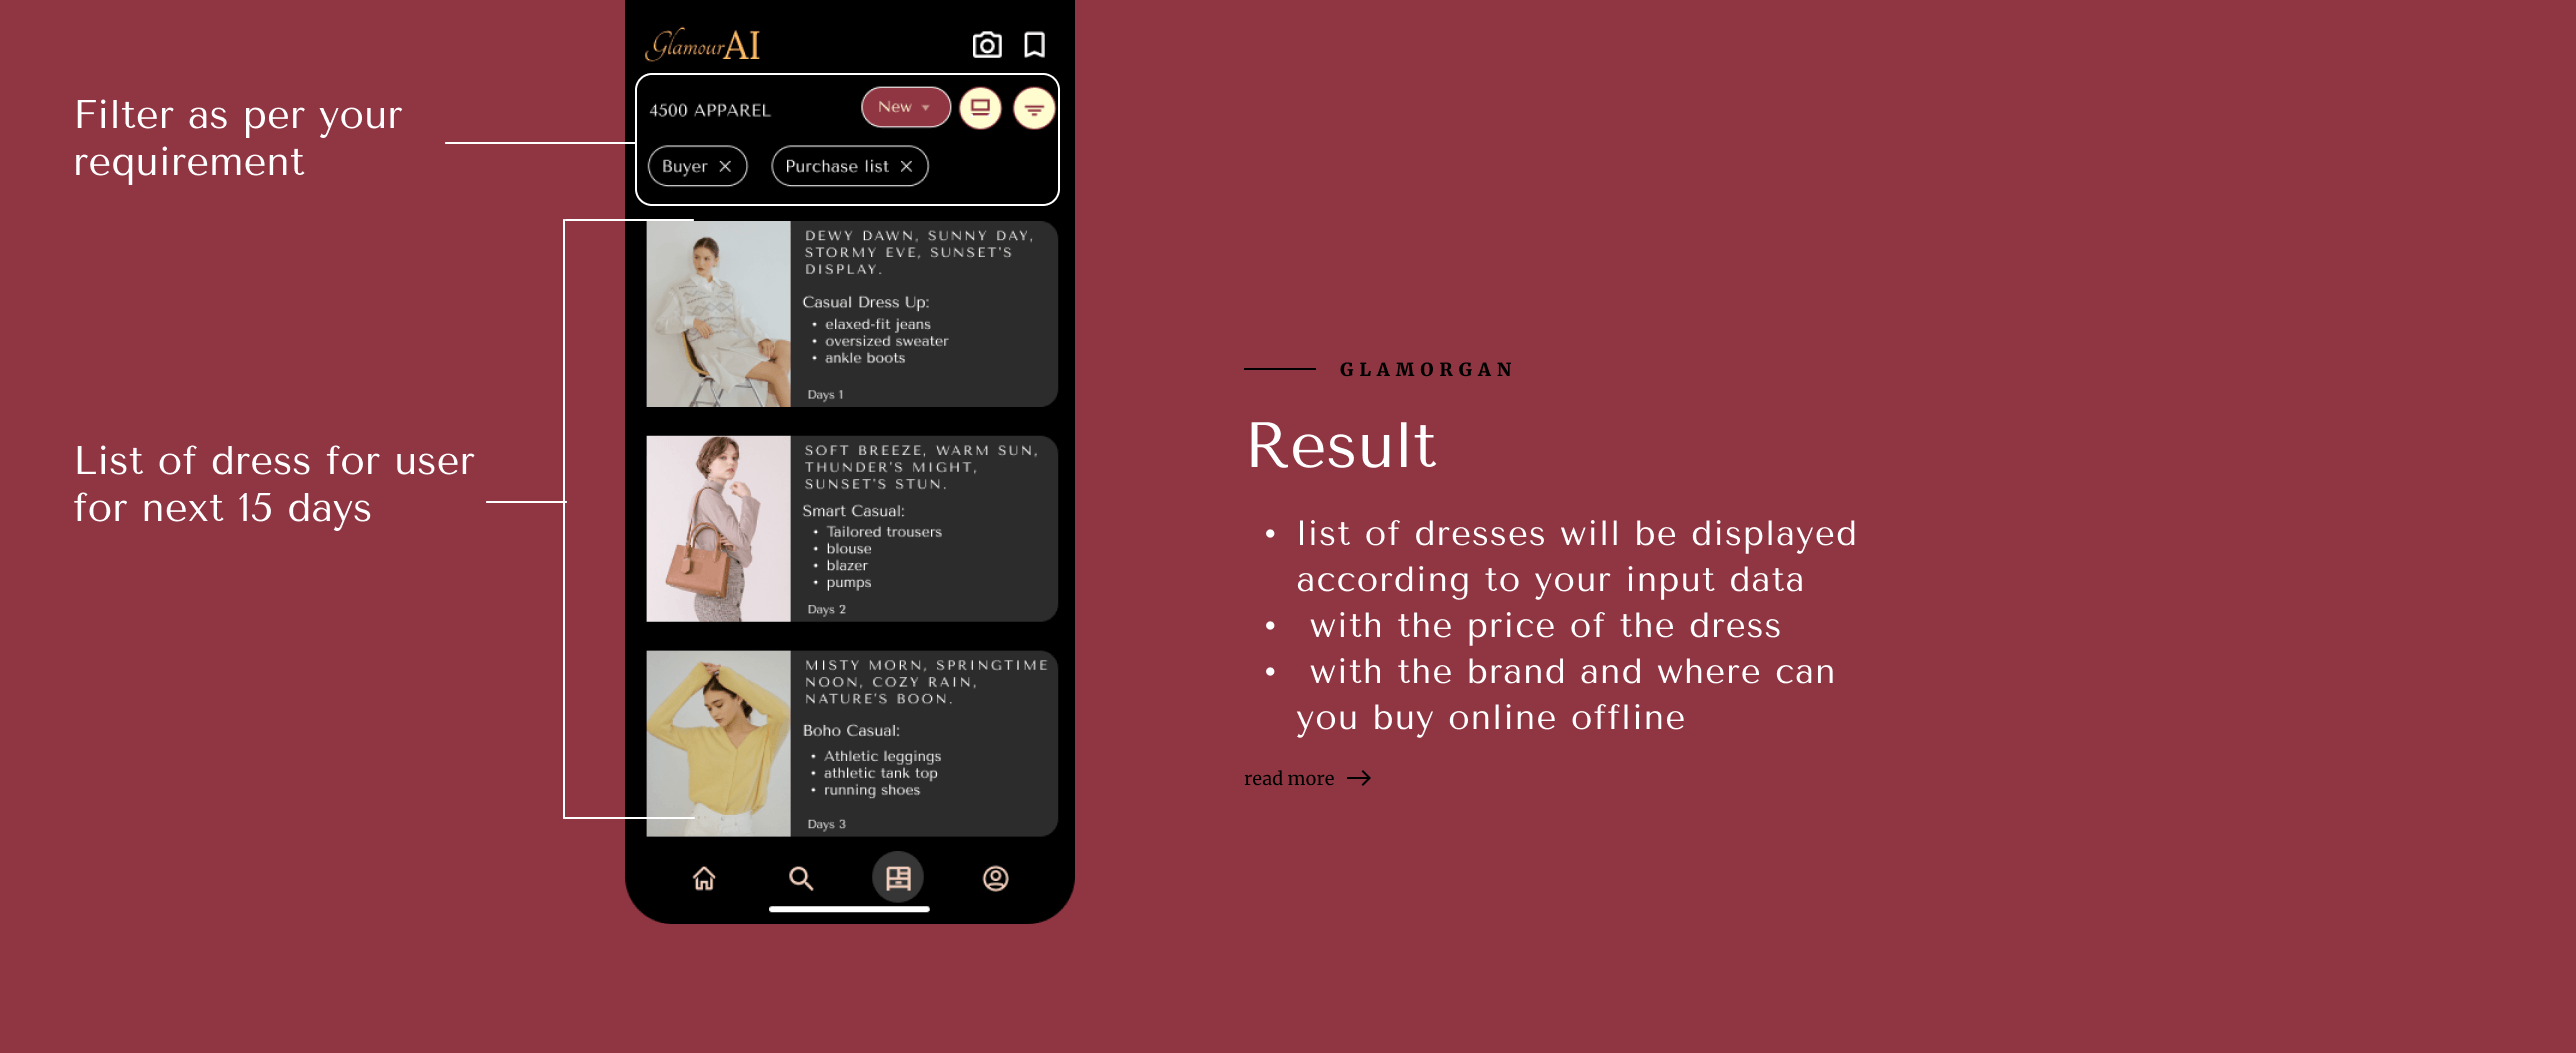 Filter as per your
requirement
List of dress for user
for next 15 days
GlamourAI
4500 APPAREL
New
Buyer
Purchase list
DEWY DAWN, SUNNY DAY,
STORMY EVE, SUNSET'S
DISPLAY.
Casual Dress Up:
• elaxed-fit jeans
• oversized sweater
• ankle boots
Days 1
SOFT BREEZE, WARM SUN,
THUNDER'S MIGHT,
SUNSET'S STUN.
Smart Casual:
• Tailored trousers
• blouse
• blazer
• pumps
Days 2
MISTY MORN, SPRINGTIME
NOON, COZY RAIN,
NATURE'S BOON.
Boho Casual:
• Athletic leggings
• athletic tank top
• running shoes
Days 3
GLAMORGAN
Result
• list of dresses will be displayed
according to your input data
• with the price of the dress
• with the brand and where can
you buy online offline
read more